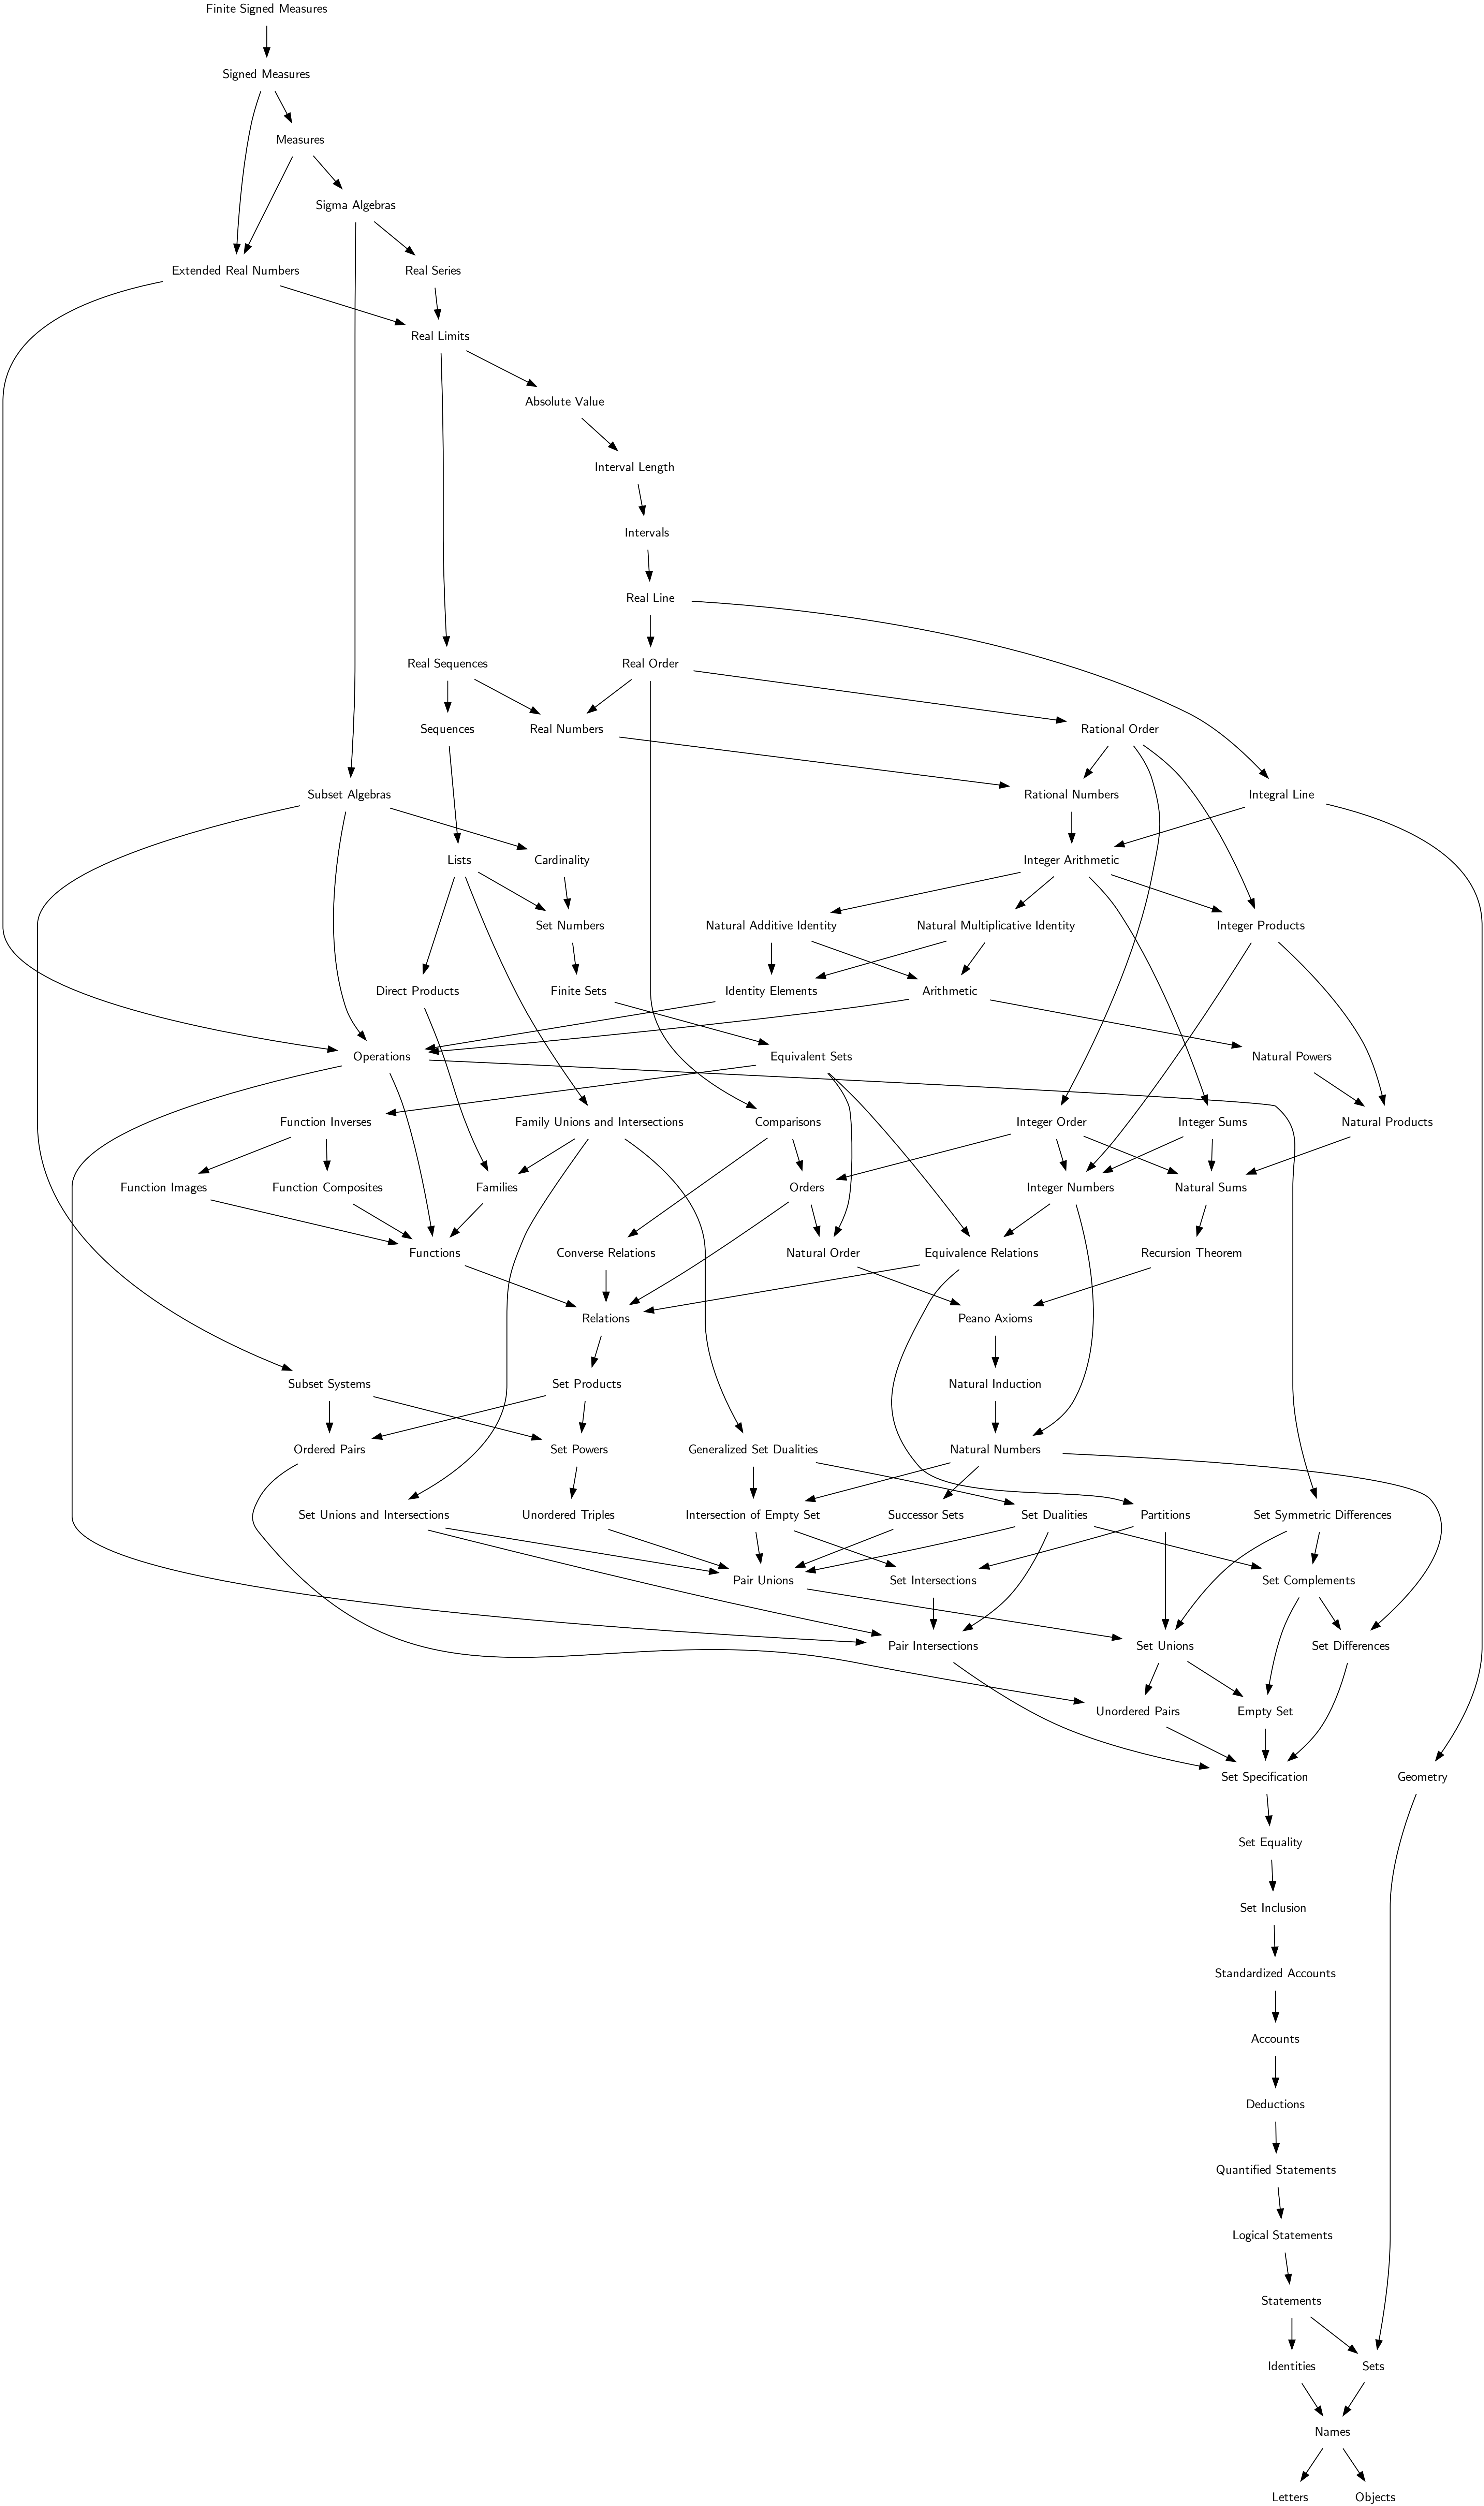 Finite Signed Measures
Signed Measures
Measures
Sigma Algebras
Extended Real Numbers
Real Series
Real Limits
Absolute Value
Interval Length
Intervals
Real Line
Real Sequences
Real Order
Sequences
Real Numbers
Rational Order
Subset Algebras
Rational Numbers
Integral Line
Lists
Cardinality
Integer Arithmetic
Set Numbers
Natural Additive Identity
Natural Multiplicative Identity
Integer Products
Direct Products
Finite Sets
Identity Elements
Arithmetic
Operations
Equivalent Sets
Natural Powers
Function Inverses
Family Unions and Intersections
Comparisons
Integer Order
Integer Sums
Natural Products
Function Images
Function Composites
Families
Orders
Integer Numbers
Natural Sums
Functions
Converse Relations
Natural Order
Equivalence Relations
Recursion Theorem
Relations
Peano Axioms
Subset Systems
Set Products
Natural Induction
Ordered Pairs
Set Powers
Generalized Set Dualities
Natural Numbers
Set Unions and Intersections
Unordered Triples
Intersection of Empty Set
Successor Sets
Set Dualities
Partitions
Set Symmetric Differences
Pair Unions
Set Intersections
Set Complements
Pair Intersections
Set Unions
Set Differences
Unordered Pairs
Empty Set
Set Specification
Geometry
Set Equality
Set Inclusion
Standardized Accounts
Accounts
Deductions
Quantified Statements
Logical Statements
Statements
Identities
Sets
Names
Letters
Objects